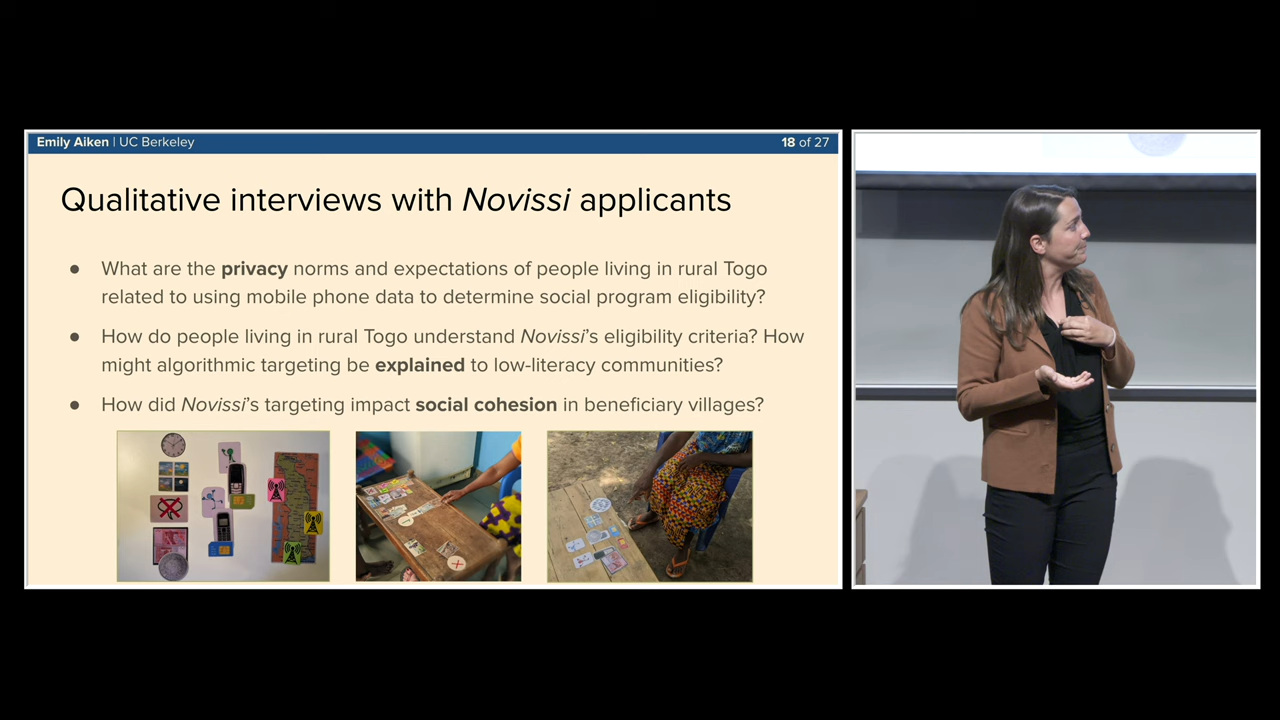 Emily Aiken | UC Berkeley
18 of 27
Qualitative interviews with Novissi applicants
● What are the privacy norms and expectations of people living in rural Togo
related to using mobile phone data to determine social program eligibility?
● How do people living in rural Togo understand Novissi's eligibility criteria? How
might algorithmic targeting be explained to low-literacy communities?
● How did Novissi's targeting impact social cohesion in beneficiary villages?